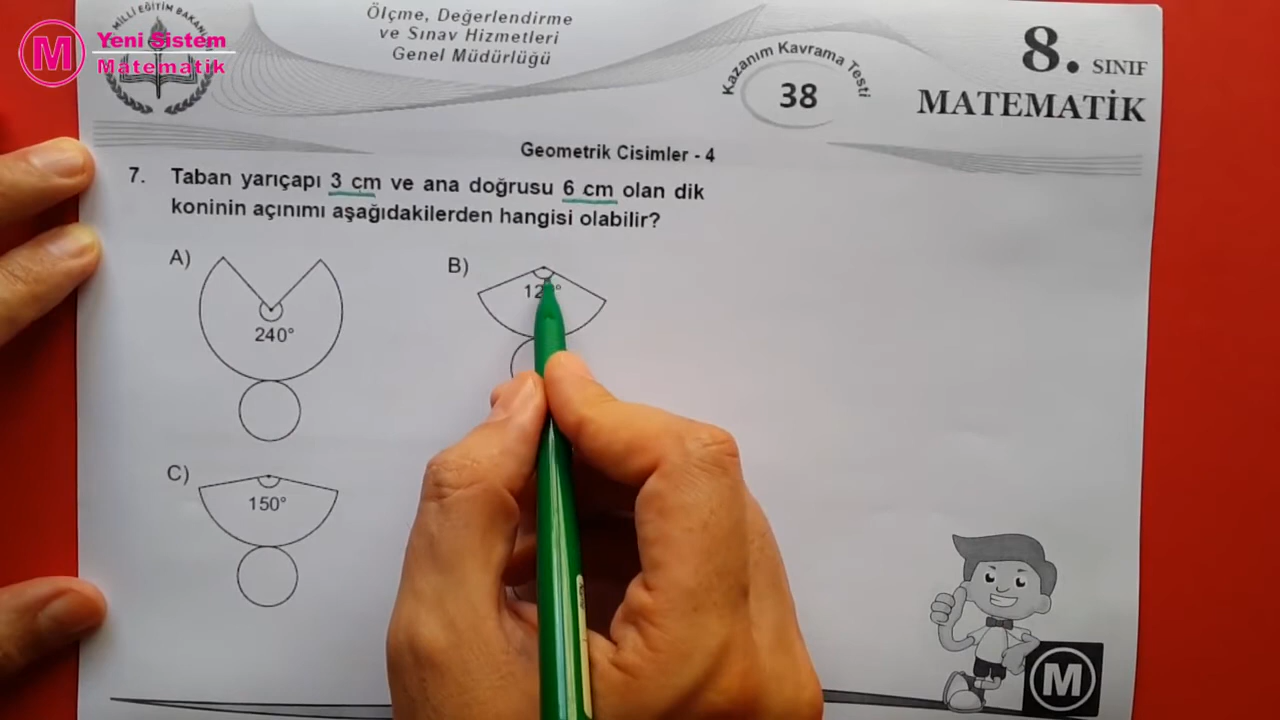 Yeni Sistem
Matematik
Ölçme, Değerlendirme
ve Sınav Hizmetleri
Genel Müdürlüğü
Kazanım Kavrama Testi
38
8. SINIF
MATEMATİK
Geometrik Cisimler - 4
7. Taban yarıçapı 3 cm ve ana doğrusu 6 cm olan dik
koninin açınımı aşağıdakilerden hangisi olabilir?
A)
240°
B)
C)
150°
M
M